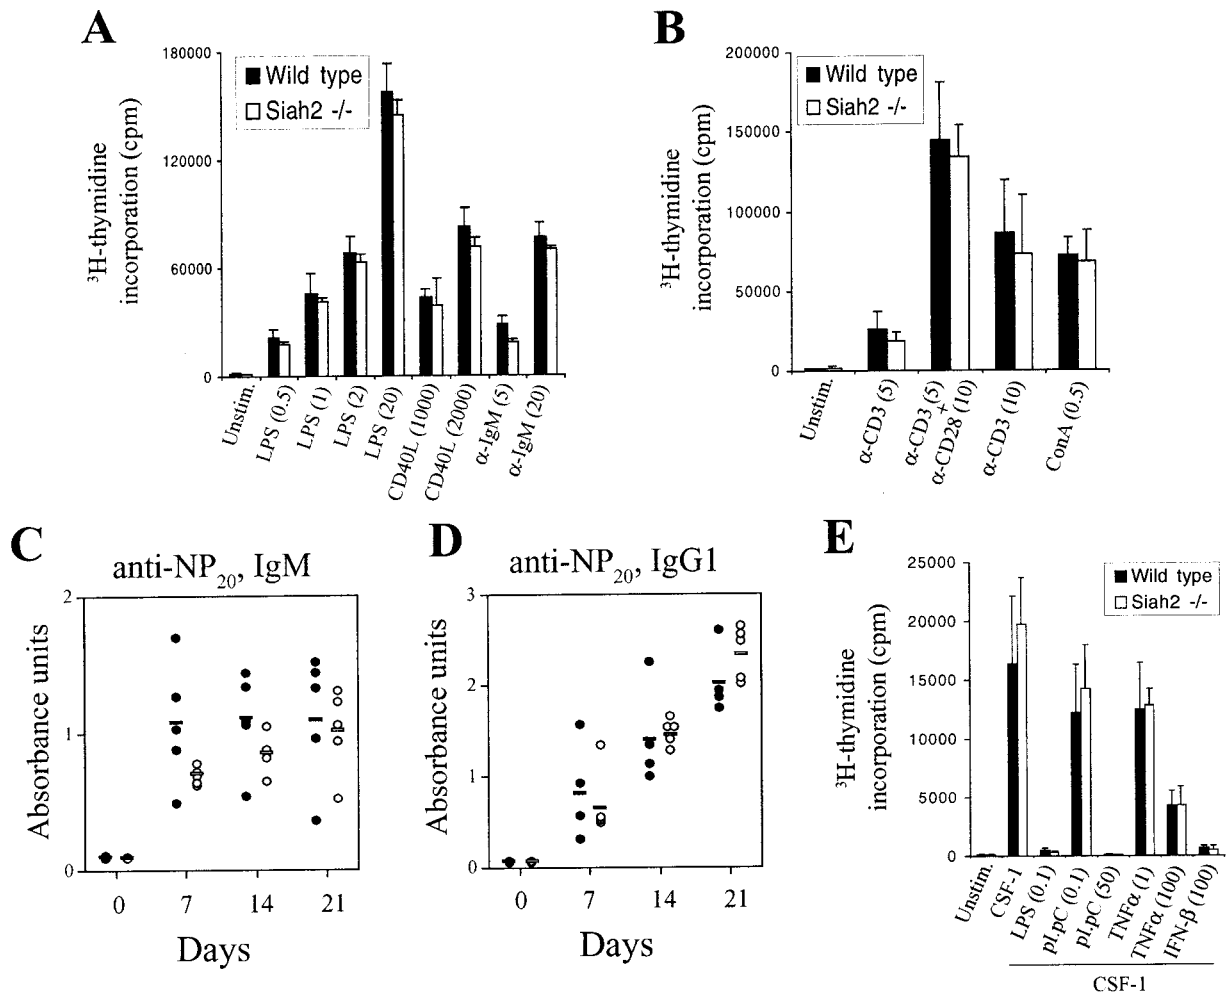 A
180000
120000
60000
0
³H-thymidine
incorporation (cpm)
Wild type
Siah2 -/-
Unstim.
LPS (0.5)
LPS (1)
LPS (2)
LPS (20)
CD40L (1000)
CD40L (2000)
α-IgM (5)
α-IgM (20)
B
200000
150000
100000
50000
0
³H-thymidine
incorporation (cpm)
Wild type
Siah2 -/-
Unstim.
α-CD3 (5)
α-CD3 (5)
+
α-CD28 (10)
α-CD3 (10)
ConA (0.5)
C
anti-NP₂₀, IgM
2
1
0
Absorbance units
0 7 14 21
Days
D
anti-NP₂₀, IgG1
3
2
1
0
Absorbance units
0 7 14 21
Days
E
25000
20000
15000
10000
5000
0
³H-thymidine
incorporation (cpm)
Wild type
Siah2 -/-
Unstim.
CSF-1
LPS (0.1)
pI.pC (0.1)
pI.pC (50)
TNFα (1)
TNFα (100)
IFN-β (100)
CSF-1